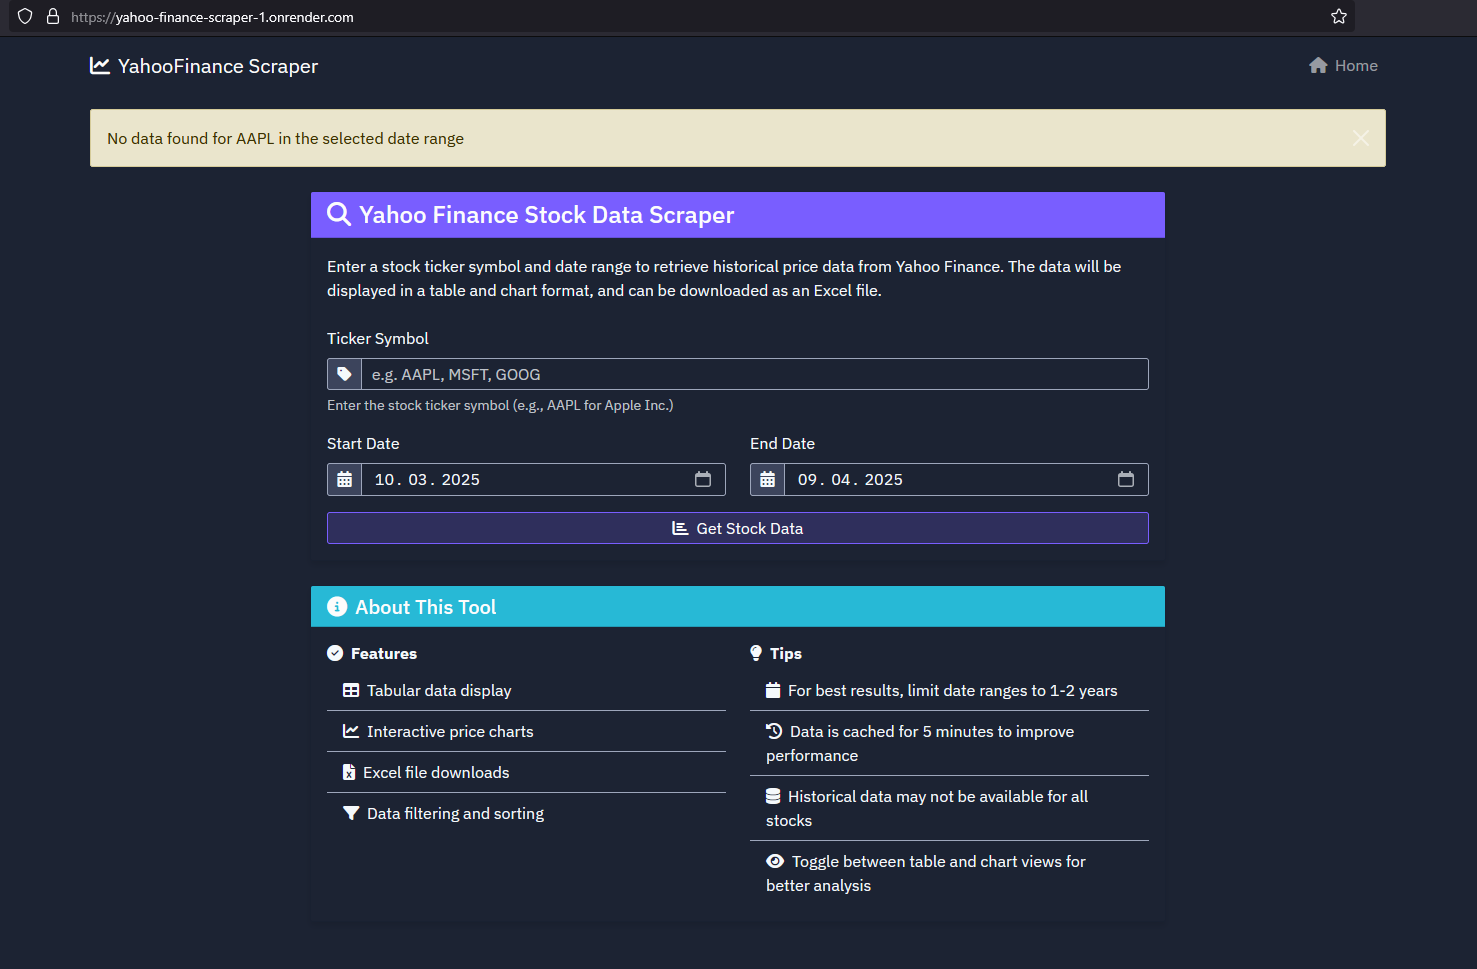 https://yahoo-finance-scraper-1.onrender.com
YahooFinance Scraper
Home
No data found for AAPL in the selected date range
Yahoo Finance Stock Data Scraper
Enter a stock ticker symbol and date range to retrieve historical price data from Yahoo Finance. The data will be
displayed in a table and chart format, and can be downloaded as an Excel file.
Ticker Symbol
e.g. AAPL, MSFT, GOOG
Enter the stock ticker symbol (e.g., AAPL for Apple Inc.)
Start Date
10. 03. 2025
End Date
09. 04. 2025
Get Stock Data
About This Tool
Features
Tabular data display
Interactive price charts
Excel file downloads
Data filtering and sorting
Tips
For best results, limit date ranges to 1-2 years
Data is cached for 5 minutes to improve
performance
Historical data may not be available for all
stocks
Toggle between table and chart views for
better analysis